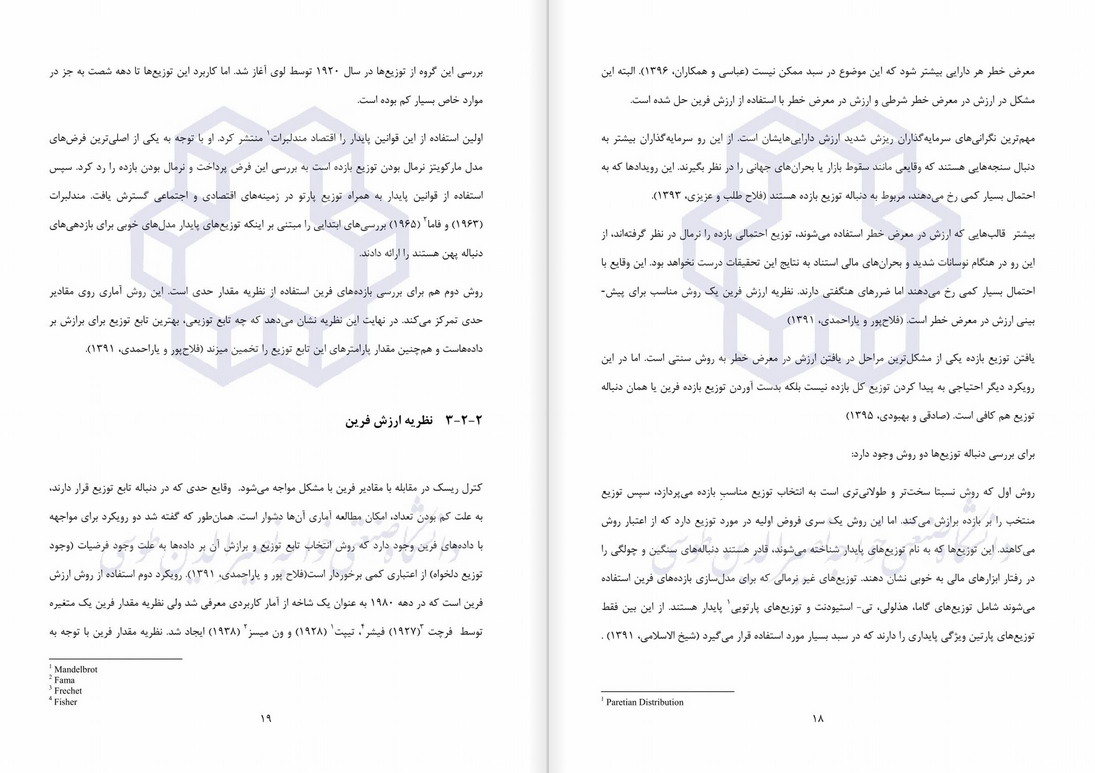 معرض خطر هر دارایی بیشتر شود که این موضوع در سبد ممکن نیست (عباسی و همکاران، ۱۳۹۶). البته این
مشکل در ارزش در معرض خطر شرطی و ارزش در معرض خطر با استفاده از ارزش فرین حل شده است.
مهم‌ترین نگرانی‌های سرمایه‌گذاران ریزش شدید ارزش دارایی‌هایشان است. از این رو سرمایه‌گذاران بیشتر به
دنبال سنجه‌هایی هستند که وقایعی مانند سقوط بازار یا بحران‌های جهانی را در نظر بگیرند. این رویدادها که به
احتمال بسیار کمی رخ می‌دهند، مربوط به دنباله توزیع بازده هستند (فلاح طلب و عزیزی، ۱۳۹۳).
بیشتر قالب‌هایی که ارزش در معرض خطر استفاده می‌شوند، توزیع احتمالی بازده را نرمال در نظر گرفته‌اند، از
این رو در هنگام نوسانات شدید و بحران‌های مالی استناد به نتایج این تحقیقات درست نخواهد بود. این وقایع با
احتمال بسیار کمی رخ می‌دهند اما ضررهای هنگفتی دارند. نظریه ارزش فرین یک روش مناسب برای پیش-
بینی ارزش در معرض خطر است. (فلاح‌پور و یاراحمدی، ۱۳۹۱)
یافتن توزیع بازده یکی از مشکل‌ترین مراحل در یافتن ارزش در معرض خطر به روش سنتی است. اما در این
رویکرد دیگر احتیاجی به پیدا کردن توزیع کل بازده نیست بلکه بدست آوردن توزیع بازده فرین یا همان دنباله
توزیع هم کافی است. (صادقی و بهبودی، ۱۳۹۵)
برای بررسی دنباله توزیع‌ها دو روش وجود دارد:
روش اول که روش نسبتا سخت‌تر و طولانی‌تری است به انتخاب توزیع مناسبِ بازده می‌پردازد، سپس توزیع
منتخب را بر بازده برازش می‌کند. اما این روش یک سری فروض اولیه در مورد توزیع دارد که از اعتبار روش
می‌کاهند. این توزیع‌ها که به نام توزیع‌های پایدار شناخته می‌شوند، قادر هستند دنباله‌های سنگین و چولگی را
در رفتار ابزارهای مالی به خوبی نشان دهند. توزیع‌های غیر نرمالی که برای مدل‌سازی بازده‌های فرین استفاده
می‌شوند شامل توزیع‌های گاما، هذلولی، تی- استیودنت و توزیع‌های پارتویی۱ پایدار هستند. از این بین فقط
توزیع‌های پارتین ویژگی پایداری را دارند که در سبد بسیار مورد استفاده قرار می‌گیرد (شیخ الاسلامی، ۱۳۹۱) .
1 Paretian Distribution
۱۸
بررسی این گروه از توزیع‌ها در سال ۱۹۲۰ توسط لوی آغاز شد. اما کاربرد این توزیع‌ها تا دهه شصت به جز در
موارد خاص بسیار کم بوده است.
اولین استفاده از این قوانین پایدار را اقتصاد مندلبرات۱ منتشر کرد. او با توجه به یکی از اصلی‌ترین فرض‌های
مدل مارکویتز نرمال بودن توزیع بازده است به بررسی این فرض پرداخت و نرمال بودن بازده را رد کرد. سپس
استفاده از قوانین پایدار به همراه توزیع پارتو در زمینه‌های اقتصادی و اجتماعی گسترش یافت. مندلبرات
(۱۹۶۳) و فاما۲ (۱۹۶۵) بررسی‌های ابتدایی را مبتنی بر اینکه توزیع‌های پایدار مدل‌های خوبی برای بازدهی‌های
دنباله پهن هستند را ارائه دادند.
روش دوم هم برای بررسی بازده‌های فرین استفاده از نظریه مقدار حدی است. این روش آماری روی مقادیر
حدی تمرکز می‌کند. در نهایت این نظریه نشان می‌دهد که چه تابع توزیعی، بهترین تابع توزیع برای برازش بر
داده‌هاست و هم‌چنین مقدار پارامترهای این تابع توزیع را تخمین میزند (فلاح‌پور و یاراحمدی، ۱۳۹۱).
۳-۲-۲ نظریه ارزش فرین
کنترل ریسک در مقابله با مقادیر فرین با مشکل مواجه می‌شود. وقایع حدی که در دنباله تابع توزیع قرار دارند،
به علت کم بودن تعداد، امکان مطالعه آماری آن‌ها دشوار است. همان‌طور که گفته شد دو رویکرد برای مواجهه
با داده‌های فرین وجود دارد که روش انتخاب تابع توزیع و برازش آن بر داده‌ها به علت وجود فرضیات (وجود
توزیع دلخواه) از اعتباری کمی برخوردار است(فلاح پور و یاراحمدی، ۱۳۹۱). رویکرد دوم استفاده از روش ارزش
فرین است که در دهه ۱۹۸۰ به عنوان یک شاخه از آمار کاربردی معرفی شد ولی نظریه مقدار فرین یک متغیره
توسط فرچت ۳(۱۹۲۷) فیشر۴، تیپت۱ (۱۹۲۸) و ون میسز۲ (۱۹۳۸) ایجاد شد. نظریه مقدار فرین با توجه به
1 Mandelbrot
2 Fama
3 Frechet
4 Fisher
۱۹